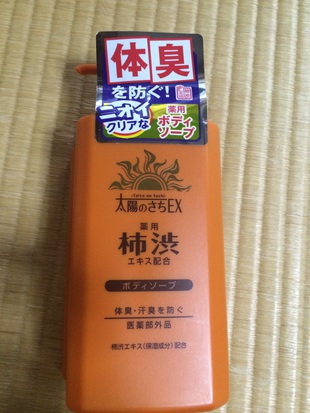 体臭
を防ぐ!
ニオイ
クリアな
薬用
ボディ
ソープ
Taiyo no Sachi
太陽のさちEX
薬用
柿渋
エキス配合
ボディソープ
体臭・汗臭を防ぐ
医薬部外品
柿渋エキス(保湿成分)配合